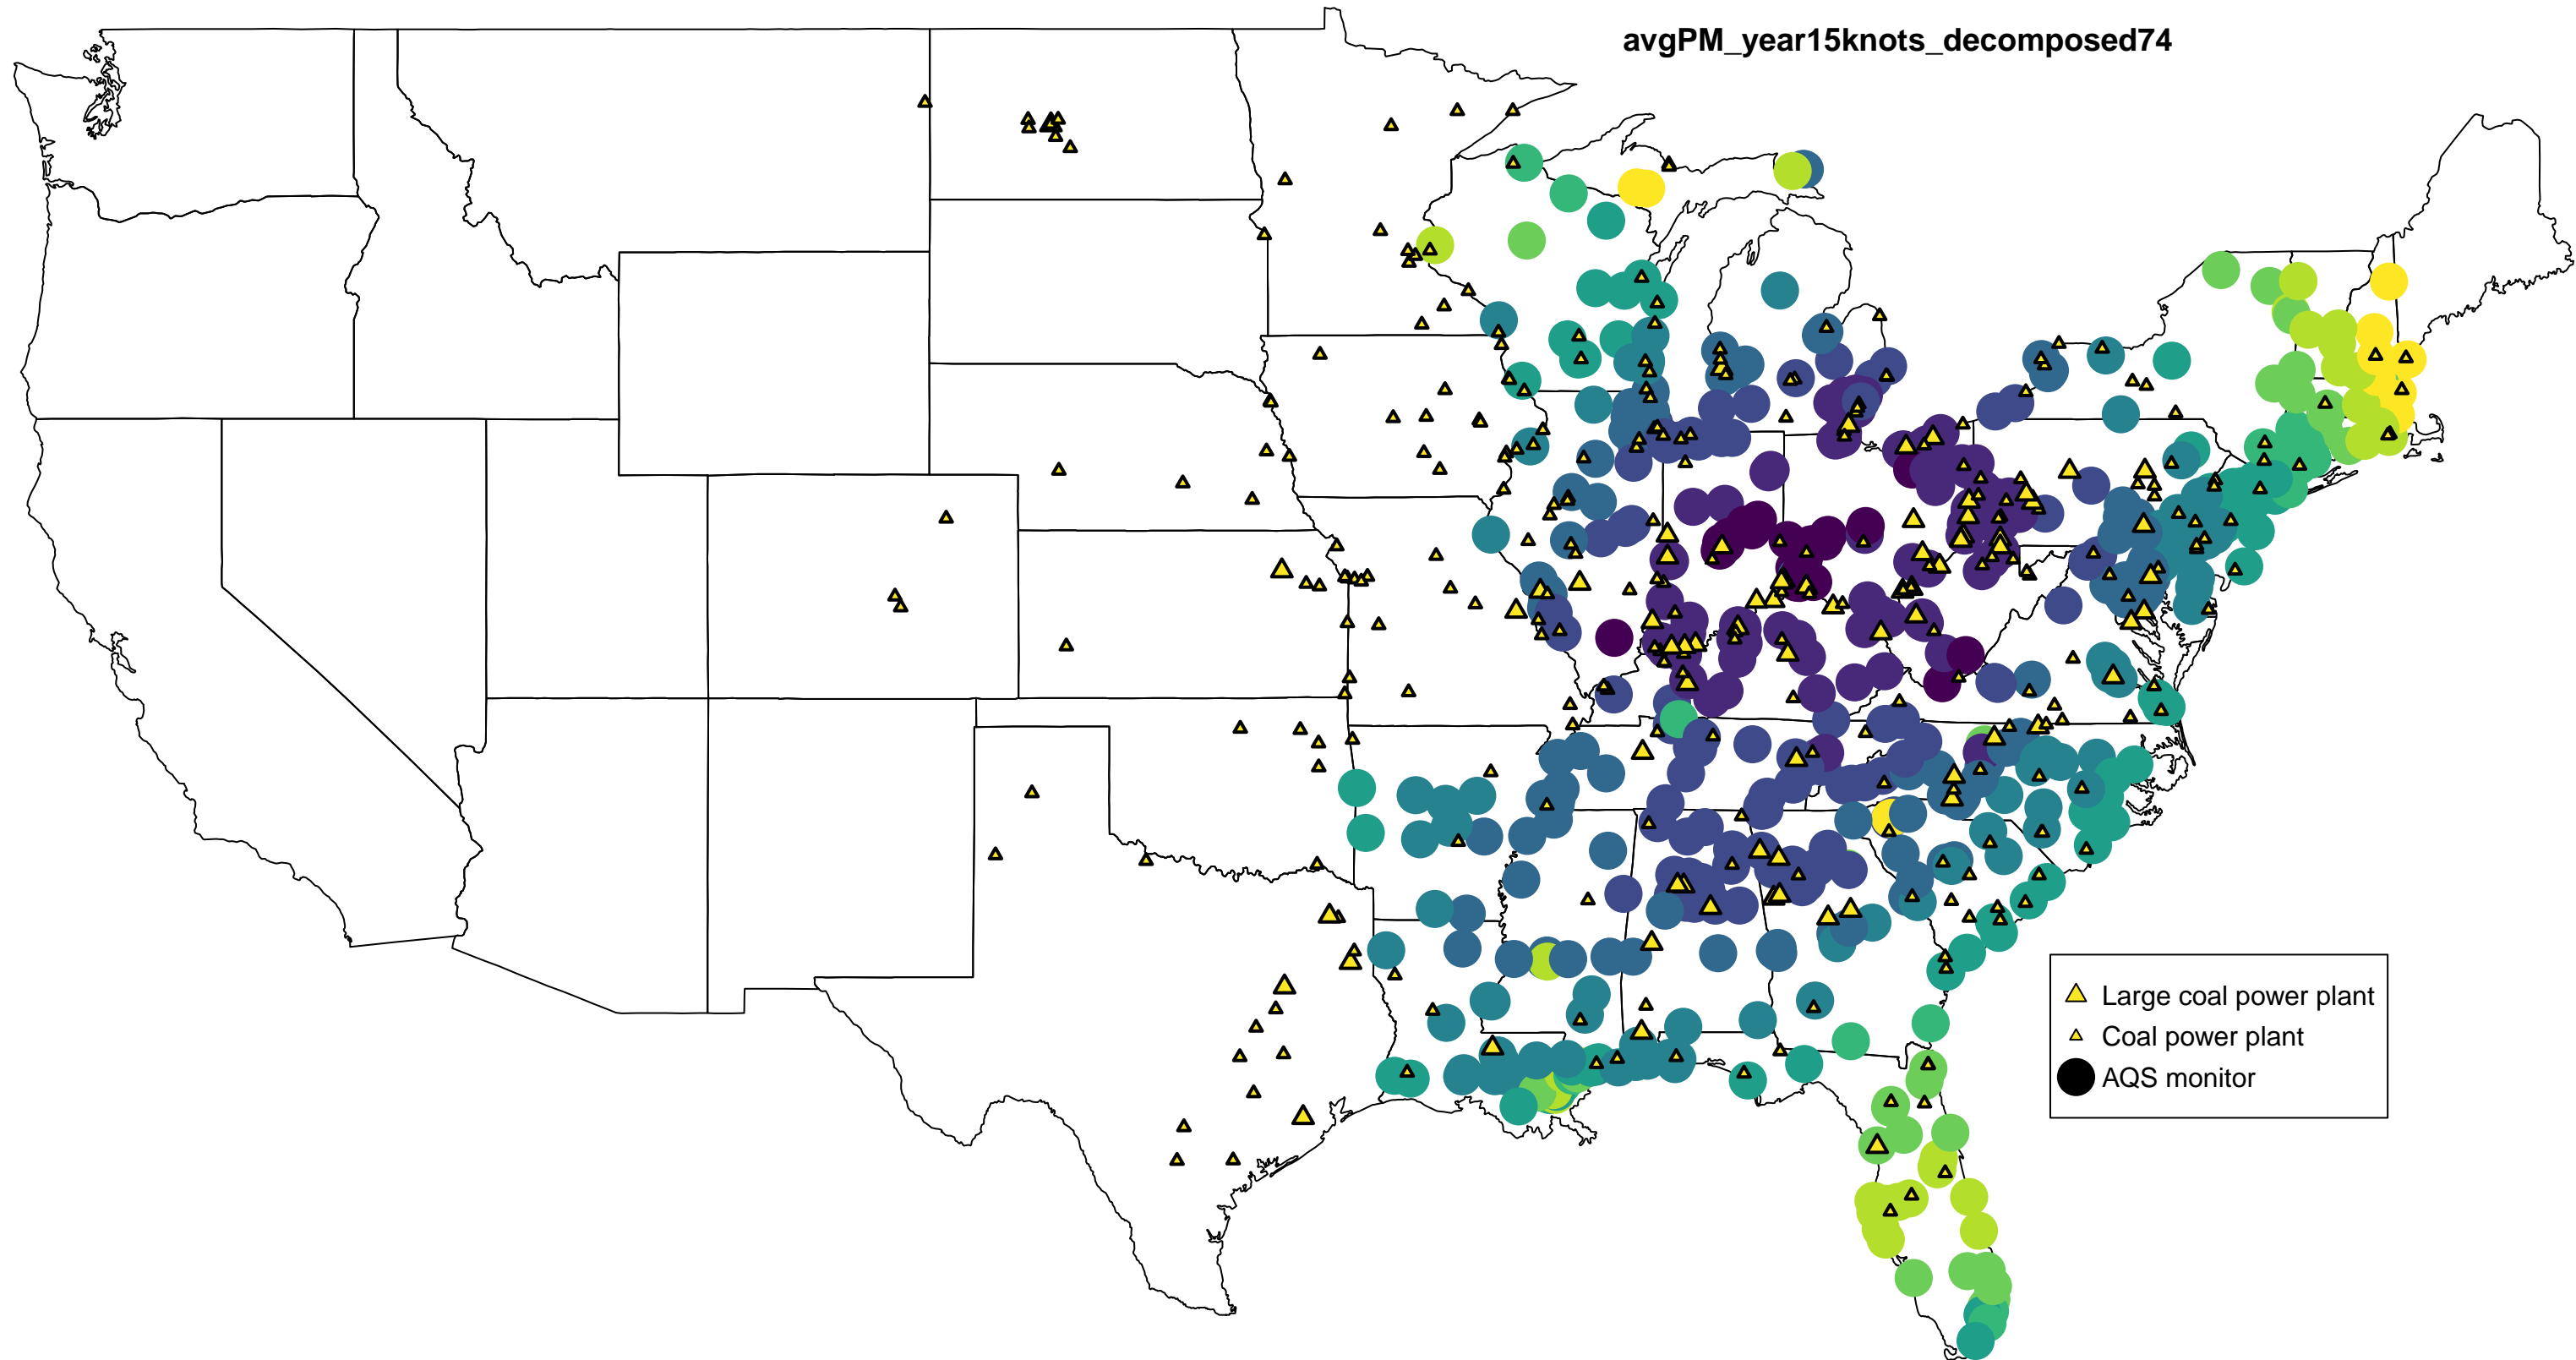 avgPM_year15knots_decomposed74
Large coal power plant
Coal power plant
AQS monitor